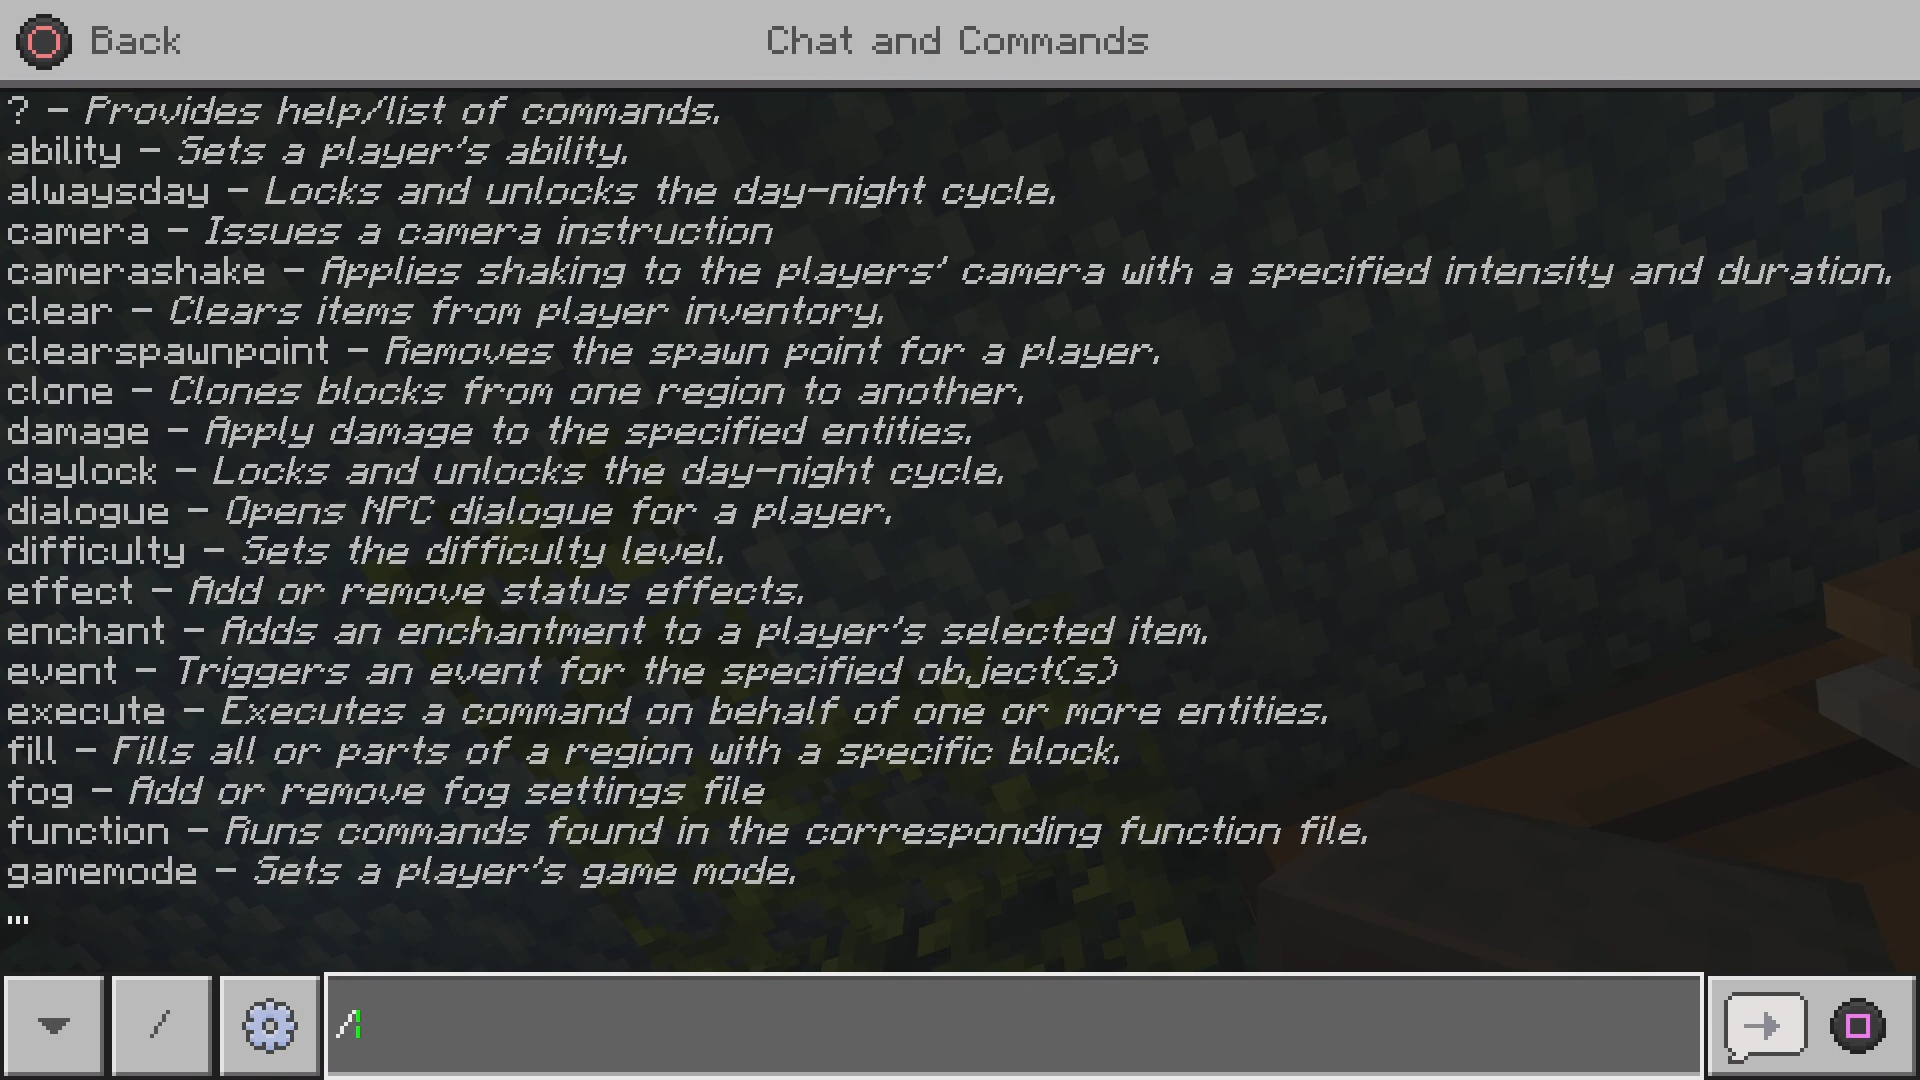 Back
Chat and Commands
? - Provides help/list of commands.
ability - Sets a player's ability.
alwaysday - Locks and unlocks the day-night cycle.
camera - Issues a camera instruction
camerashake - Applies shaking to the players' camera with a specified intensity and duration.
clear - Clears items from player inventory.
clearspawnpoint - Removes the spawn point for a player.
clone - Clones blocks from one region to another.
damage - Apply damage to the specified entities.
daylock - Locks and unlocks the day-night cycle.
dialogue - Opens NPC dialogue for a player.
difficulty - Sets the difficulty level.
effect - Add or remove status effects.
enchant - Adds an enchantment to a player's selected item.
event - Triggers an event for the specified object(s)
execute - Executes a command on behalf of one or more entities.
fill - Fills all or parts of a region with a specific block.
fog - Add or remove fog settings file
function - Runs commands found in the corresponding function file.
gamemode - Sets a player's game mode.
...
/
/